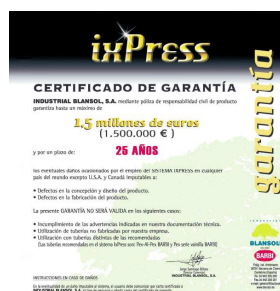 ixPress
CERTIFICADO DE GARANTÍA
INDUSTRIAL BLANSOL, S.A. mediante póliza de responsabilidad civil de producto
garantiza hasta un máximo de
1,5 millones de euros
(1.500.000 € )
y por un plazo de: 25 AÑOS
los eventuales daños ocasionados por el empleo de SISTEMA IXPRESS en cualquier
país del mundo excepto U.S.A. y Canadá imputables a:
• Defectos en la concepción y diseño del producto.
• Defectos en la fabricación del producto.
La presente GARANTÍA NO SERÁ VALIDA en los siguientes casos:
• Incumplimiento de las advertencias indicadas en nuestra documentación técnica.
• Utilización de tuberías no fabricadas por nuestra empresa.
• Utilización con tuberías distintas de las recomendadas
INDUSTRIAL BLANSOL, S.A.
INSTRUCCIONES EN CASO DE DAÑOS
garantía
BLANSOL
BARBI